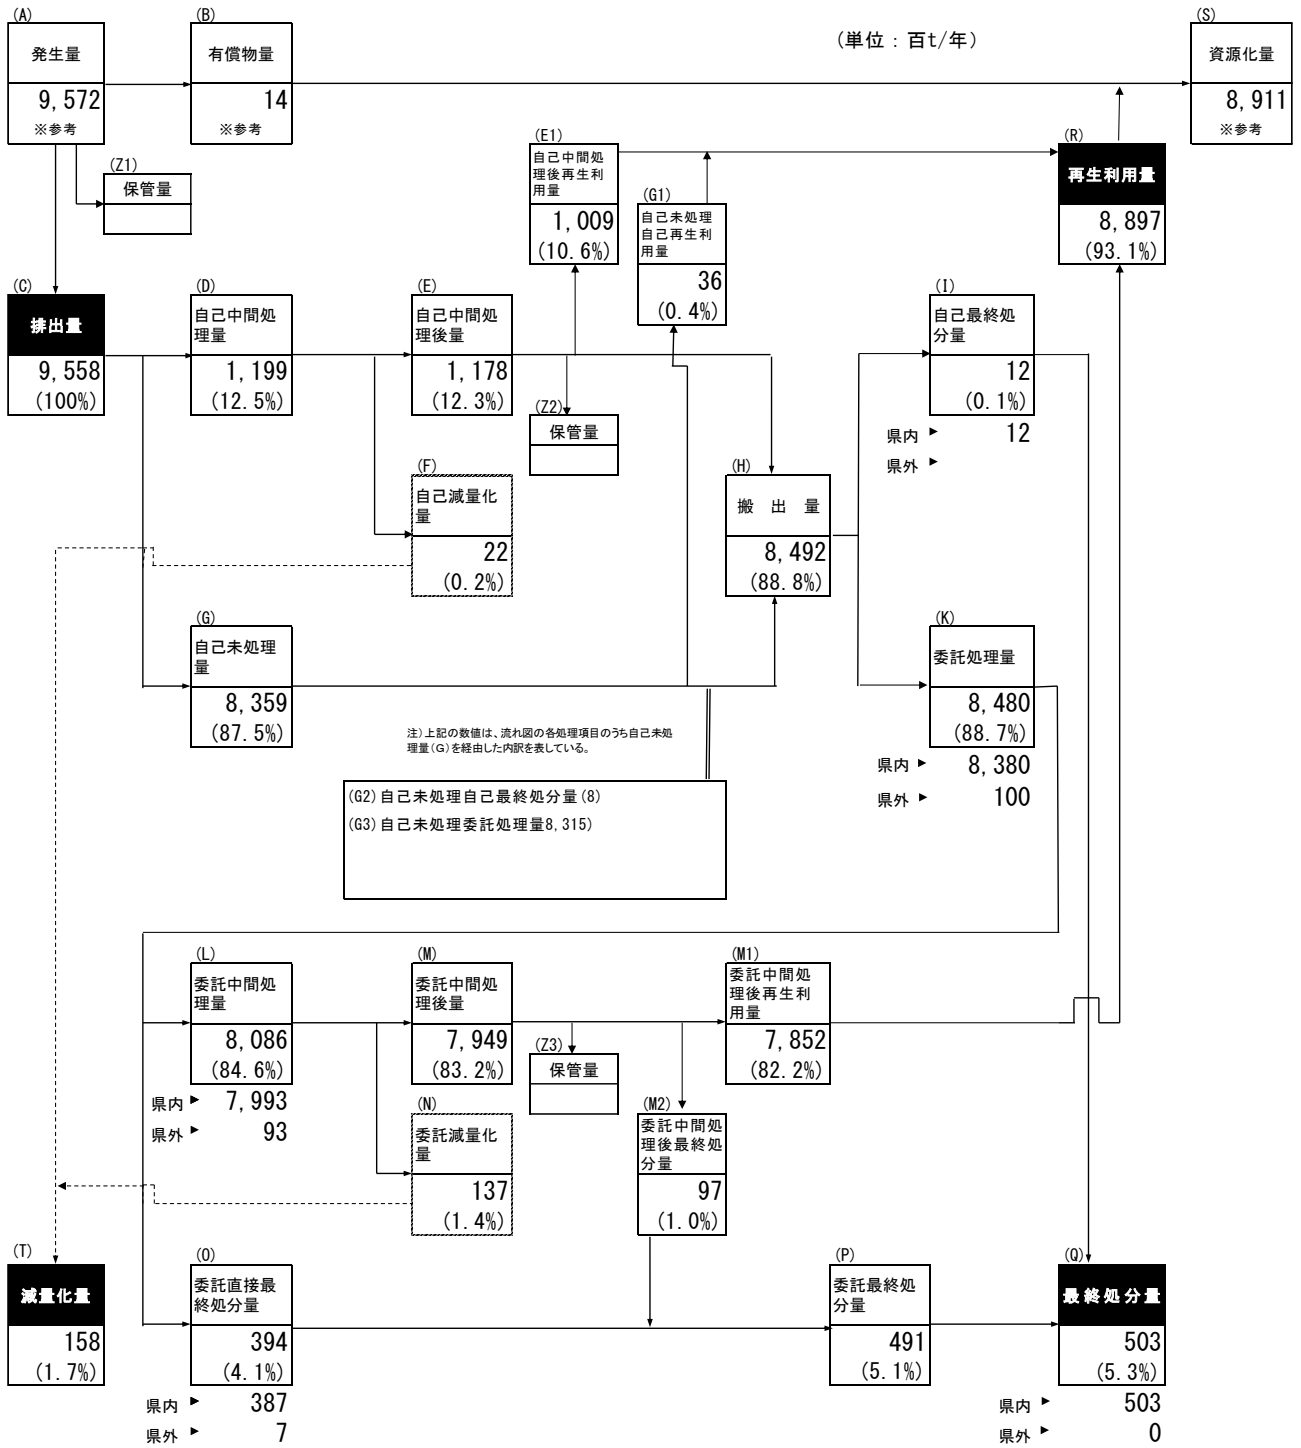 (A)
発生量
9,572
※参考
(B)
有償物量
14
※参考
(単位：百t/年)
(S)
資源化量
8,911
※参考
(Z1)
保管量
(E1)
自己中間処
理後再生利
用量
1,009
(10.6%)
(G1)
自己未処理
自己再生利
用量
36
(0.4%)
(R)
再生利用量
8,897
(93.1%)
(C)
排出量
9,558
(100%)
(D)
自己中間処
理量
1,199
(12.5%)
(E)
自己中間処
理後量
1,178
(12.3%)
(Z2)
保管量
(I)
自己最終処
分量
12
(0.1%)
県内 ▶ 12
県外 ▶
(F)
自己減量化
量
22
(0.2%)
(H)
搬 出 量
8,492
(88.8%)
(G)
自己未処理
量
8,359
(87.5%)
(K)
委託処理量
8,480
(88.7%)
県内 ▶ 8,380
県外 ▶ 100
注)上記の数値は、流れ図の各処理項目のうち自己未処
理量(G)を経由した内訳を表している。
(G2)自己未処理自己最終処分量(8)
(G3)自己未処理委託処理量8,315)
(L)
委託中間処
理量
8,086
(84.6%)
県内 ▶ 7,993
県外 ▶ 93
(M)
委託中間処
理後量
7,949
(83.2%)
(Z3)
保管量
(M1)
委託中間処
理後再生利
用量
7,852
(82.2%)
(N)
委託減量化
量
137
(1.4%)
(M2)
委託中間処
理後最終処
分量
97
(1.0%)
(T)
減量化量
158
(1.7%)
(O)
委託直接最
終処分量
394
(4.1%)
県内 ▶ 387
県外 ▶ 7
(P)
委託最終処
分量
491
(5.1%)
(Q)
最終処分量
503
(5.3%)
県内 ▶ 503
県外 ▶ 0